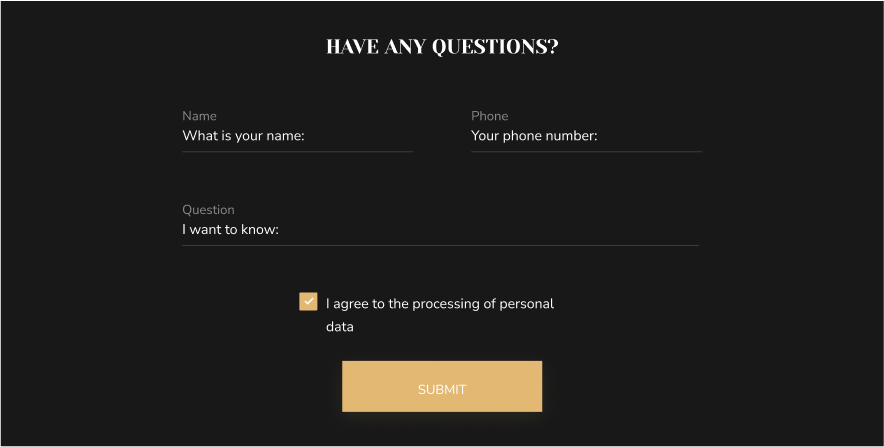 HAVE ANY QUESTIONS?
Name
Phone
What is your name:
Your phone number:
Question
I want to know:
I agree to the processing of personal
data
SUBMIT